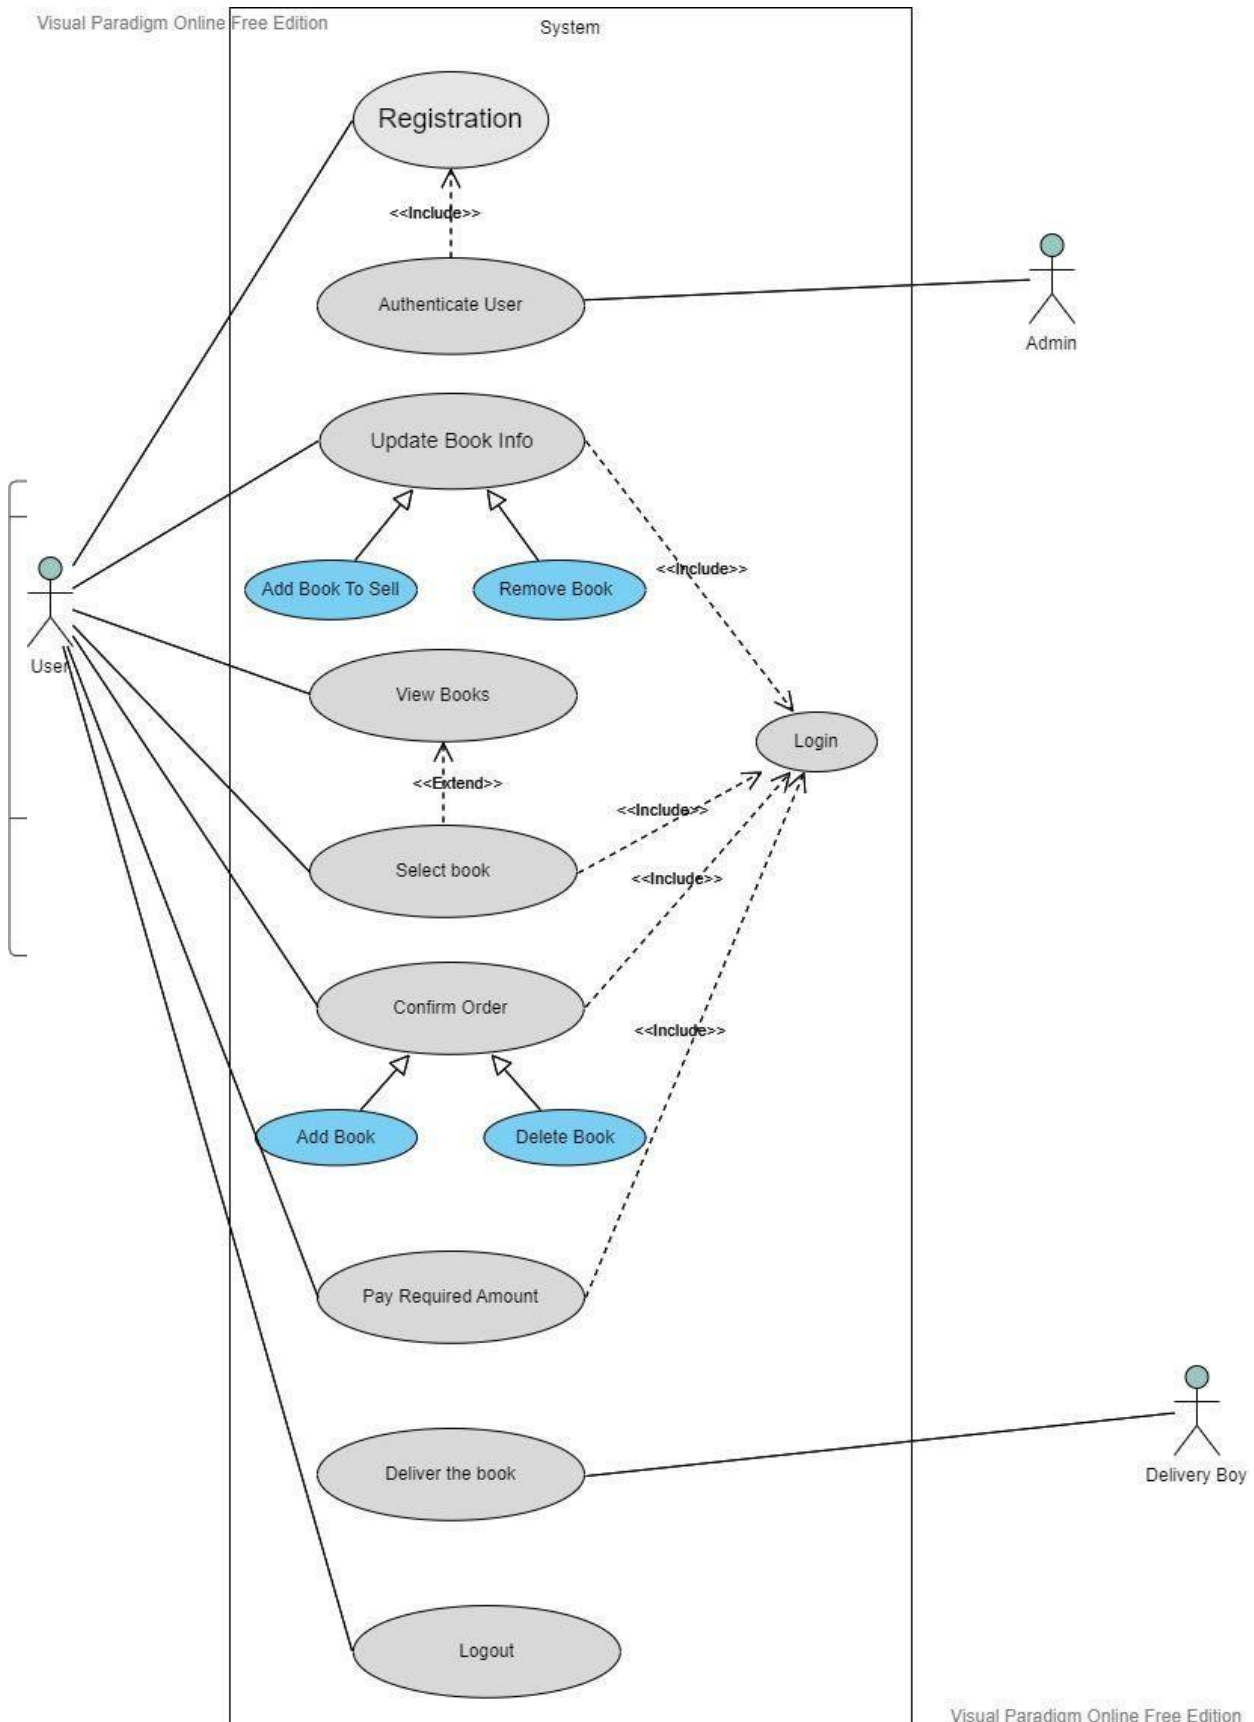 Visual Paradigm Online Free Edition
System
Registration
<<Include>>
Authenticate User
Admin
Update Book Info
<<Include>>
Add Book To Sell
Remove Book
User
View Books
Login
<<Extend>>
<<Include>>
Select book
<<Include>>
Confirm Order
<<Include>>
Add Book
Delete Book
Pay Required Amount
Deliver the book
Delivery Boy
Logout
Visual Paradigm Online Free Edition